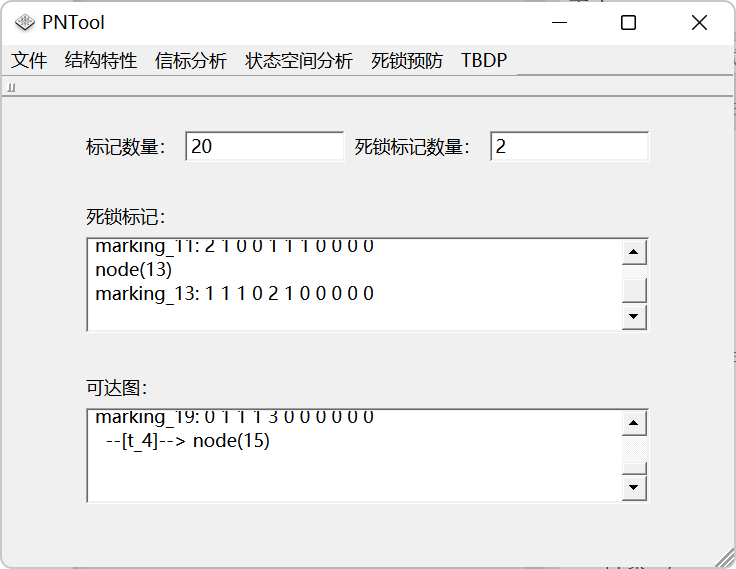 PNTool
文件 结构特性 信标分析 状态空间分析 死锁预防 TBDP
标记数量: 20 死锁标记数量: 2
死锁标记:
marking_11: 2 1 0 0 1 1 1 0 0 0 0
node(13)
marking_13: 1 1 1 0 2 1 0 0 0 0 0
可达图:
marking_19: 0 1 1 1 3 0 0 0 0 0 0
--[t_4]--> node(15)